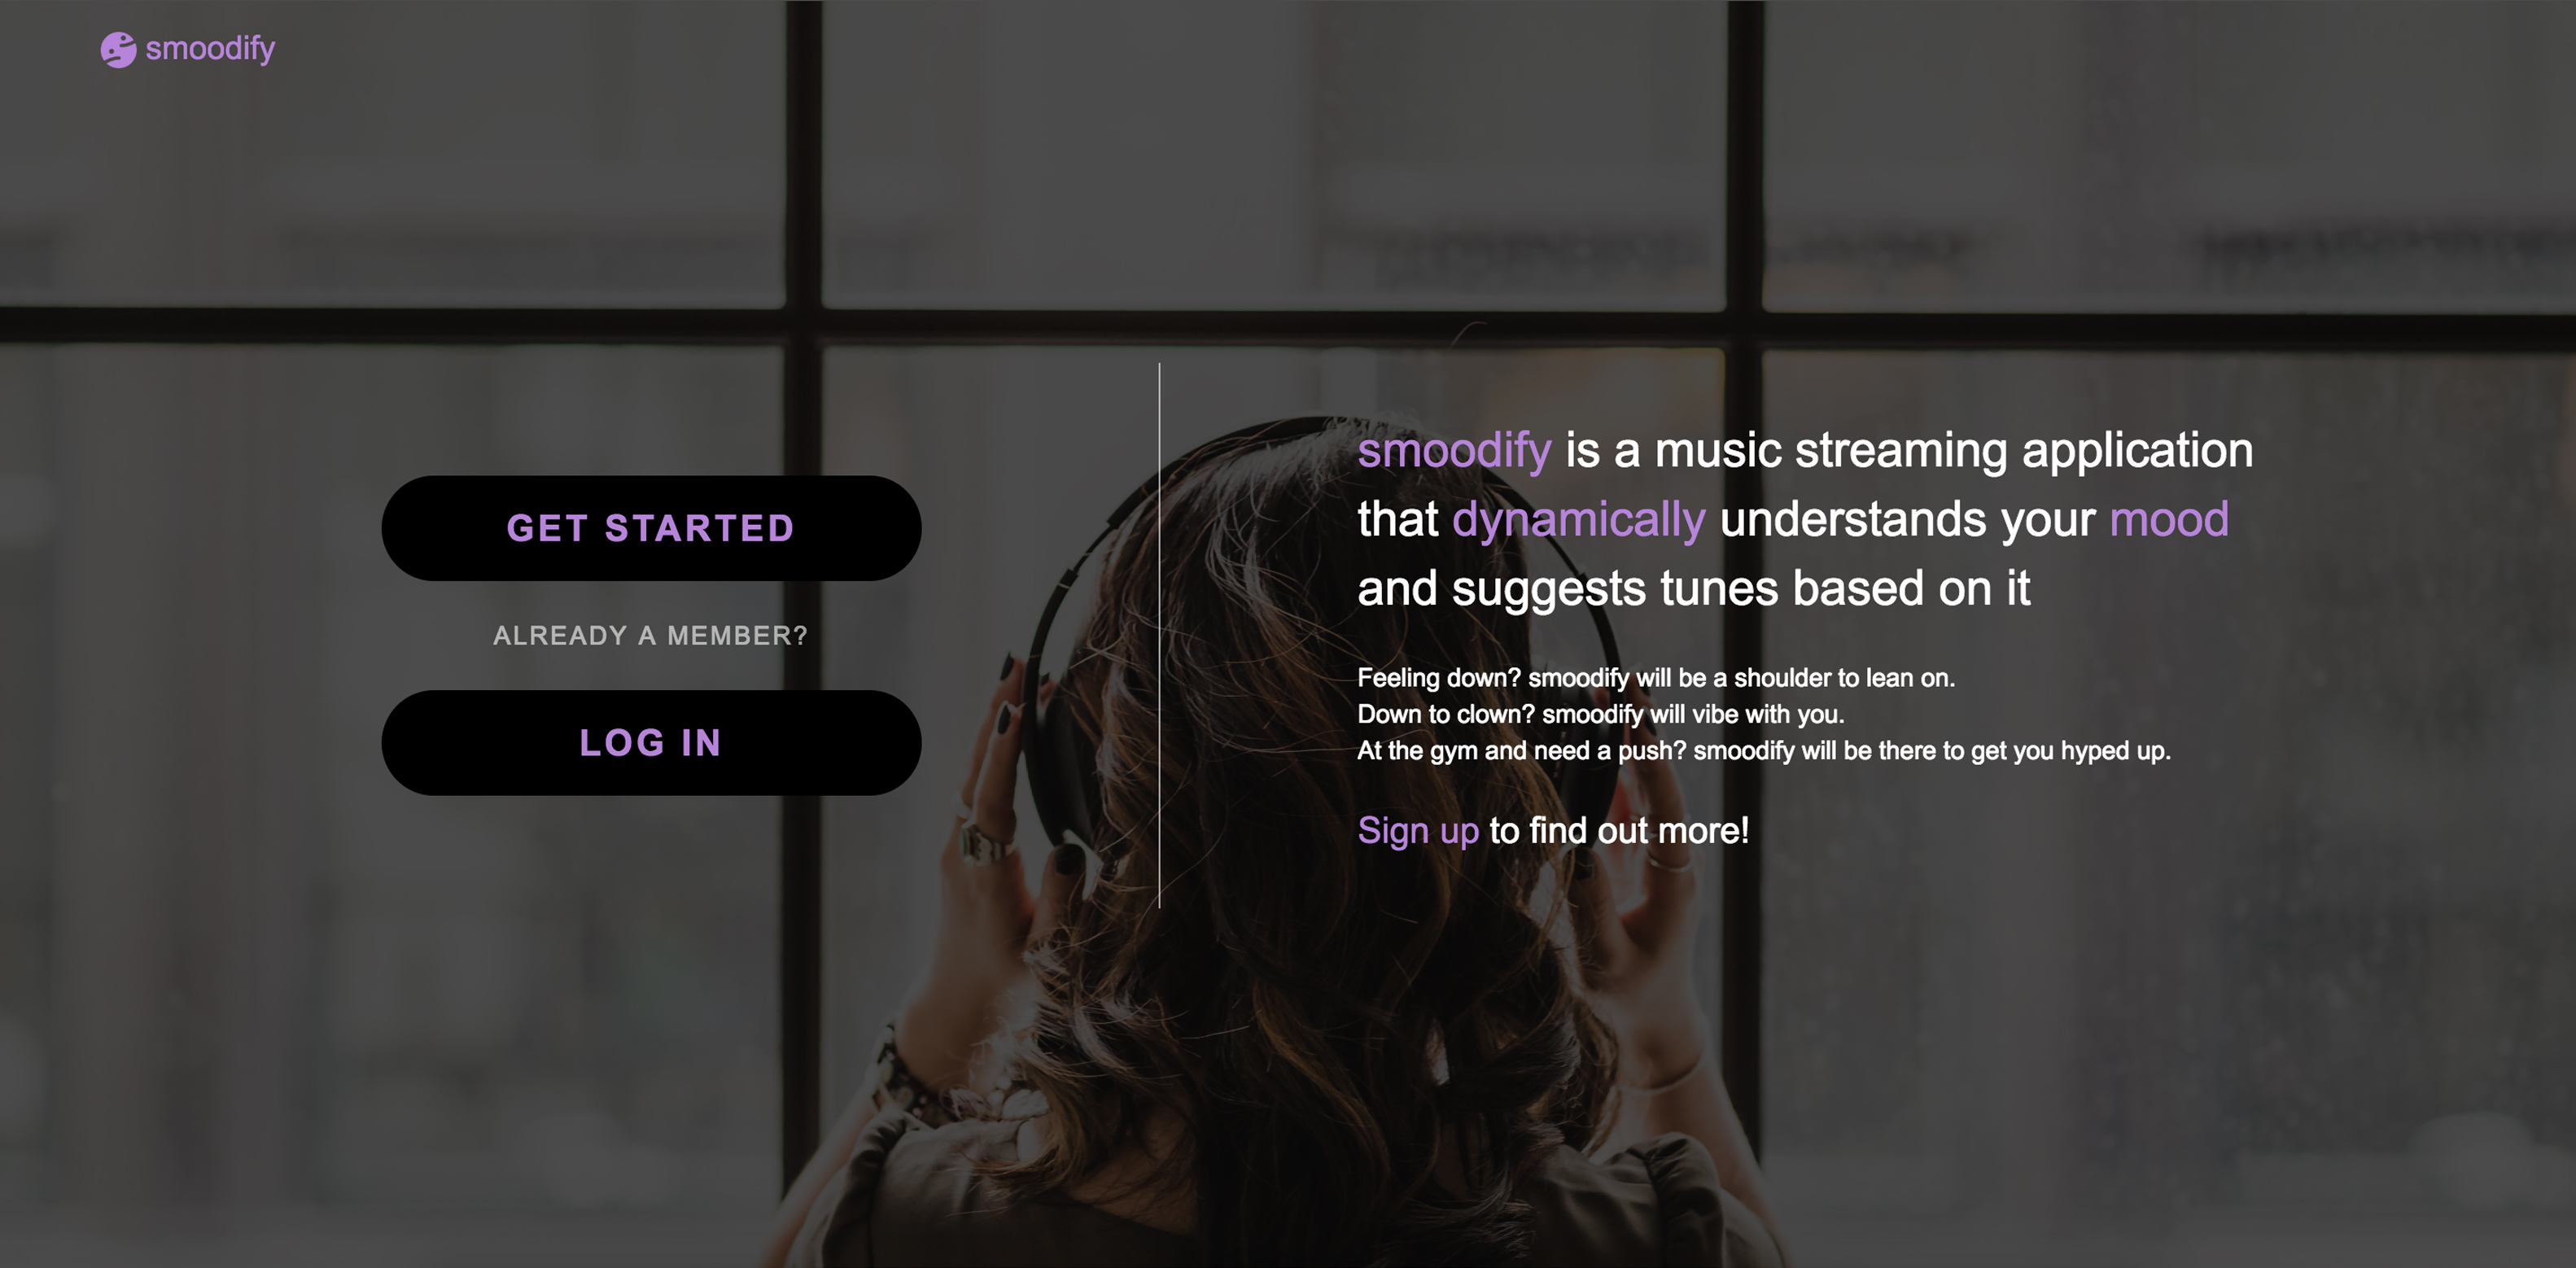 smoodify
GET STARTED
ALREADY A MEMBER?
LOG IN
smoodify is a music streaming application
that dynamically understands your mood
and suggests tunes based on it
Feeling down? smoodify will be a shoulder to lean on.
Down to clown? smoodify will vibe with you.
At the gym and need a push? smoodify will be there to get you hyped up.
Sign up to find out more!